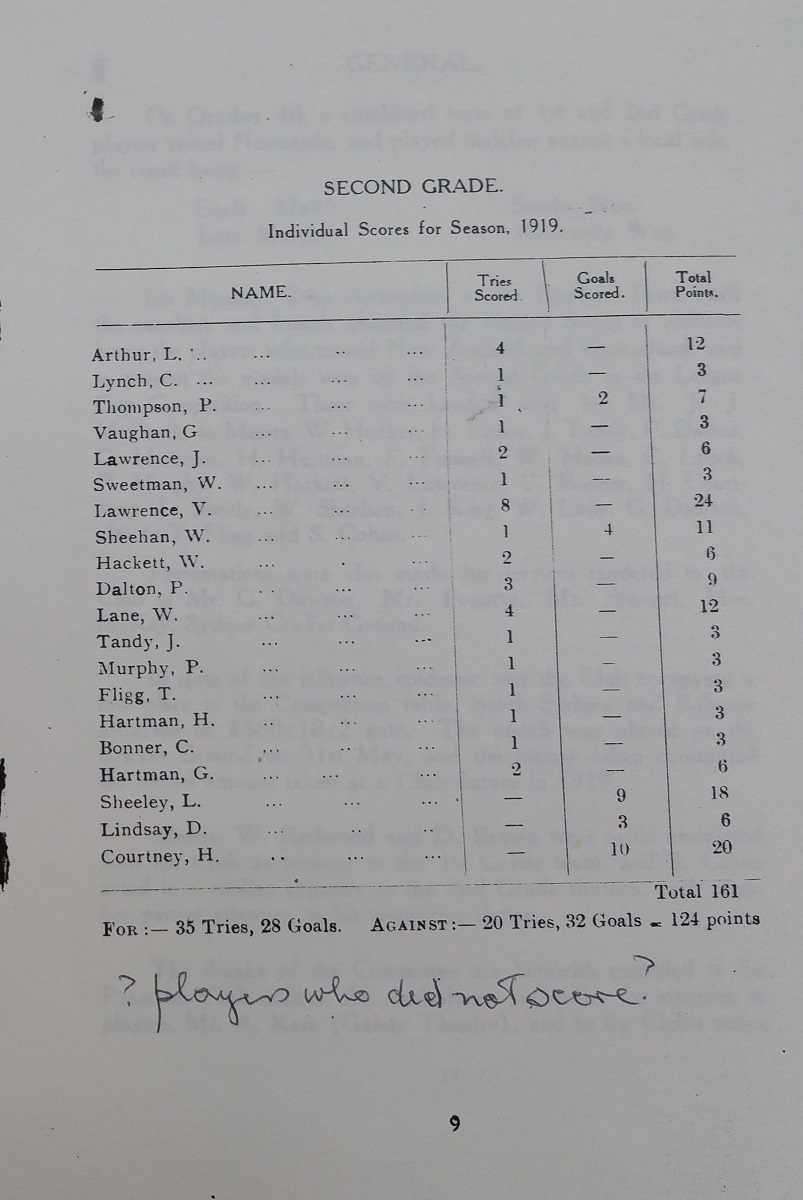 SECOND GRADE.
Individual Scores for Season, 1919.
NAME. Tries Scored. Goals Scored. Total Points.
Arthur, L. ... ... ... ... 4 — 12
Lynch, C. ... ... ... ... 1 — 3
Thompson, P. ... ... ... 1 2 7
Vaughan, G ... ... ... 1 — 3
Lawrence, J. ... ... ... 2 — 6
Sweetman, W. ... ... ... 1 — 3
Lawrence, V. ... ... ... 8 — 24
Sheehan, W. ... ... ... 1 4 11
Hackett, W. ... ... ... 2 — 6
Dalton, P. ... ... ... 3 — 9
Lane, W. ... ... ... 4 — 12
Tandy, J. ... ... ... 1 — 3
Murphy, P. ... ... ... 1 — 3
Fligg, T. ... ... ... 1 — 3
Hartman, H. ... ... ... 1 — 3
Bonner, C. ... ... ... 1 — 3
Hartman, G. ... ... ... 2 — 6
Sheeley, L. ... ... ... — 9 18
Lindsay, D. ... ... ... — 3 6
Courtney, H. ... ... ... — 10 20
Total 161
FOR :— 35 Tries, 28 Goals. AGAINST :— 20 Tries, 32 Goals = 124 points
? players who did not score ?
9